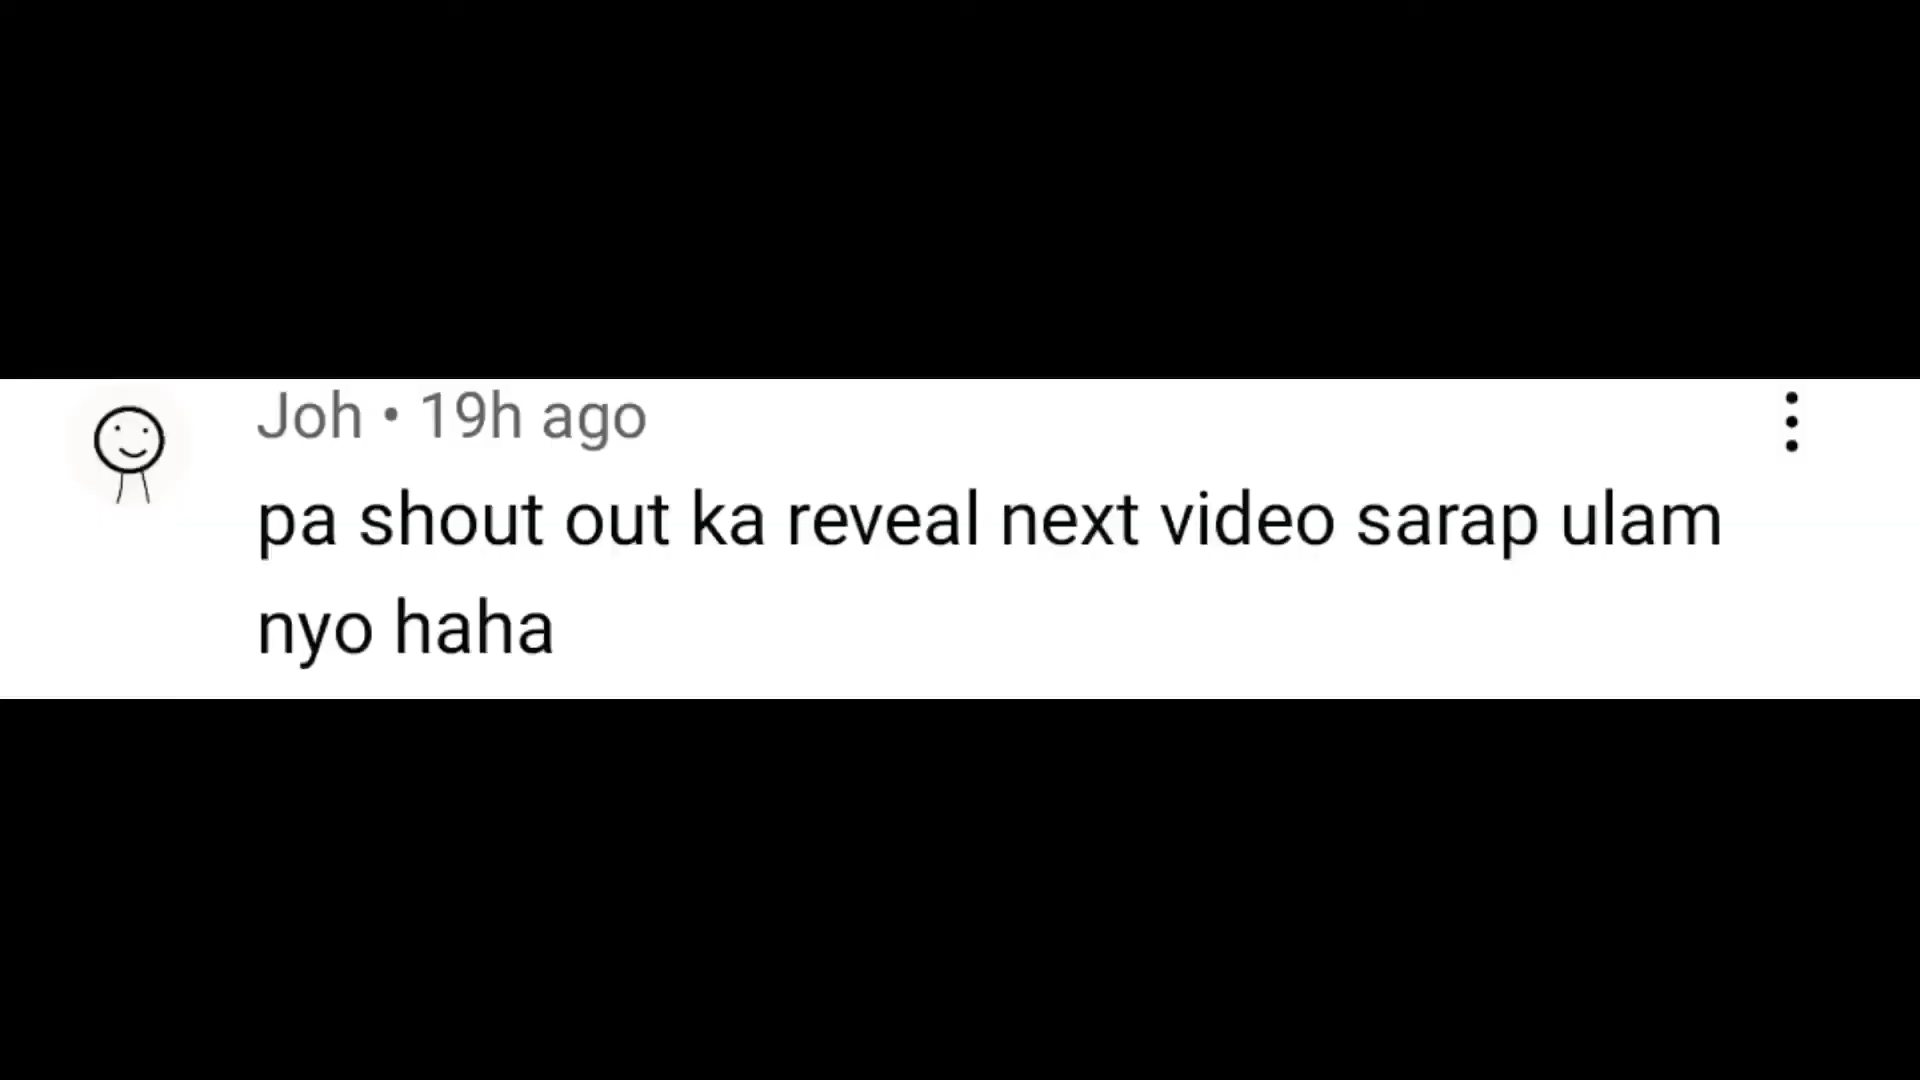 Joh • 19h ago
pa shout out ka reveal next video sarap ulam
nyo haha